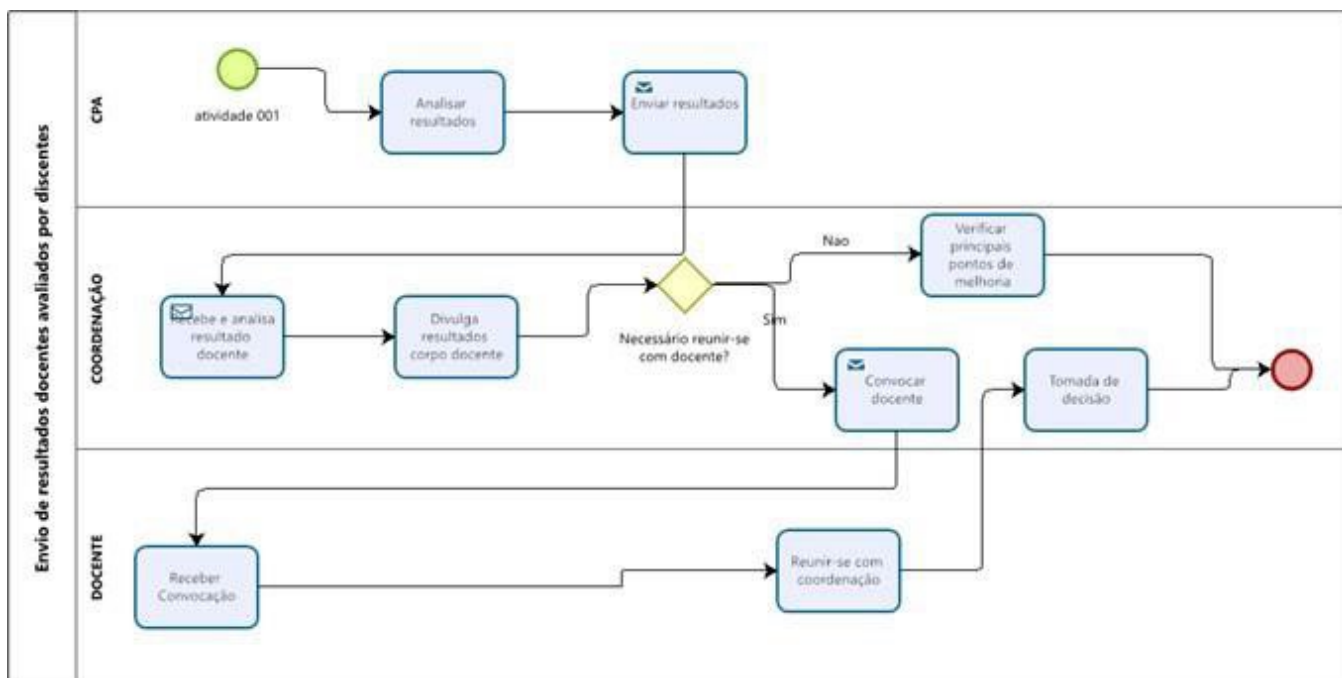 Envio de resultados docentes avaliados por discentes
CPA
atividade 001
Analisar
resultados
Enviar resultados
COORDENAÇÃO
Recebe e analisa
resultado
docente
Divulga
resultados
corpo docente
Necessário reunir-se
com docente?
Nao
Sim
Verificar
principais
pontos de
melhoria
Convocar
docente
Tomada de
decisão
DOCENTE
Receber
Convocação
Reunir-se com
coordenação